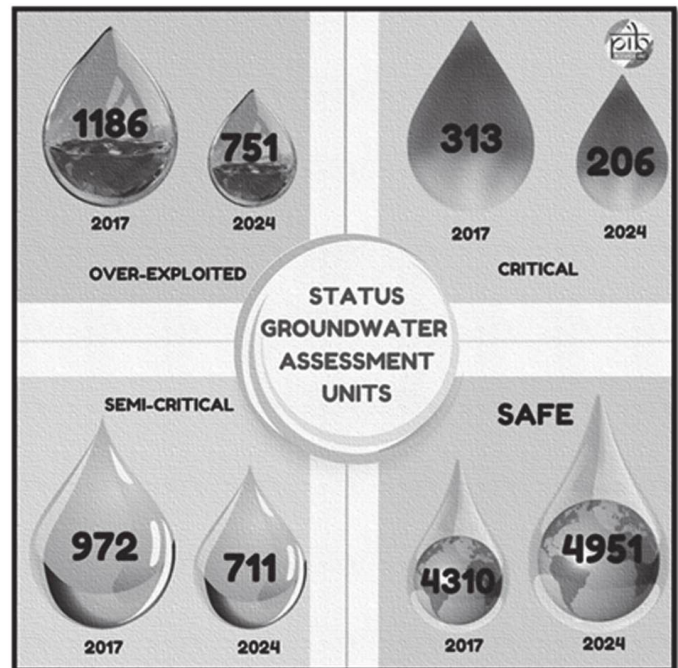 pib
1186
751
2017
2024
OVER-EXPLOITED
313
206
2017
2024
CRITICAL
STATUS
GROUNDWATER
ASSESSMENT
UNITS
SEMI-CRITICAL
972
711
2017
2024
SAFE
4310
4951
2017
2024